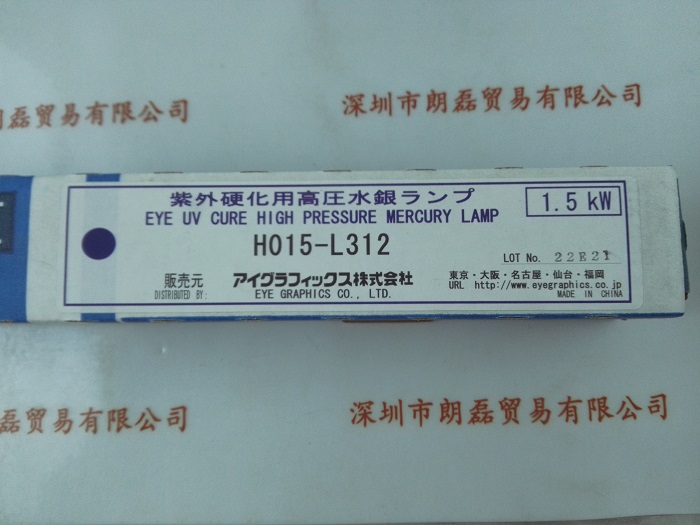 朗磊贸易有限公司
深圳市朗磊贸易有限公司
紫外硬化用高圧水銀ランプ
EYE UV CURE HIGH PRESSURE MERCURY LAMP
1.5 kW
H015-L312
LOT No. 22E21
販売元
DISTRIBUTED BY:
アイグラフィックス株式会社
EYE GRAPHICS CO., LTD.
東京・大阪・名古屋・仙台・福岡
URL http://www.eyegraphics.co.jp
MADE IN CHINA
磊贸易有限公司
深圳市朗磊贸易有限公司